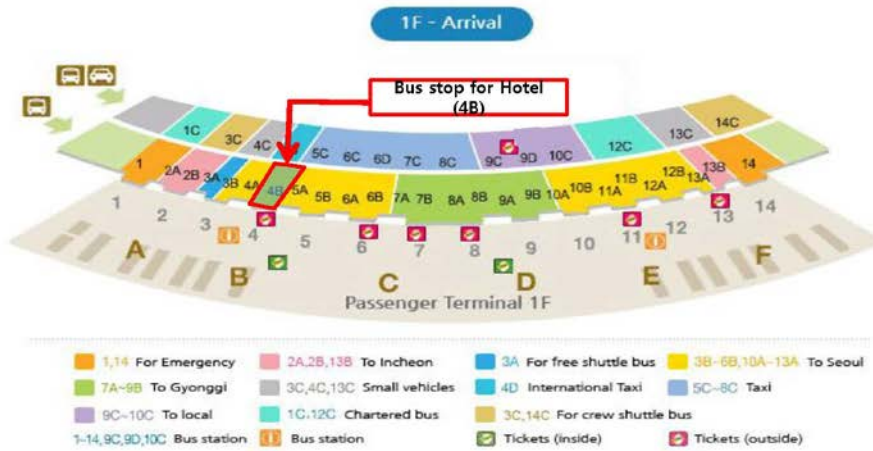 1F - Arrival
Bus stop for Hotel
(4B)
1C 3C 4C 5C 6C 6D 7C 8C 9C 9D 10C 12C 13C 14C
1 2A 2B 3A 3B 4A 4B 5A 5B 6A 6B 7A 7B 8A 8B 9A 9B 10A 10B 11A 11B 12A 12B 13A 13B 14
1 2 3 4 5 6 7 8 9 10 11 12 13 14
A B C D E F
Passenger Terminal 1F
1,14 For Emergency
2A,2B,13B To Incheon
3A For free shuttle bus
3B~6B,10A~13A To Seoul
7A~9B To Gyonggi
3C,4C,13C Small vehicles
4D International Taxi
5C~8C Taxi
9C~10C To local
1C,12C Chartered bus
3C,14C For crew shuttle bus
1~14,9C,9D,10C Bus station
Bus station
Tickets (inside)
Tickets (outside)